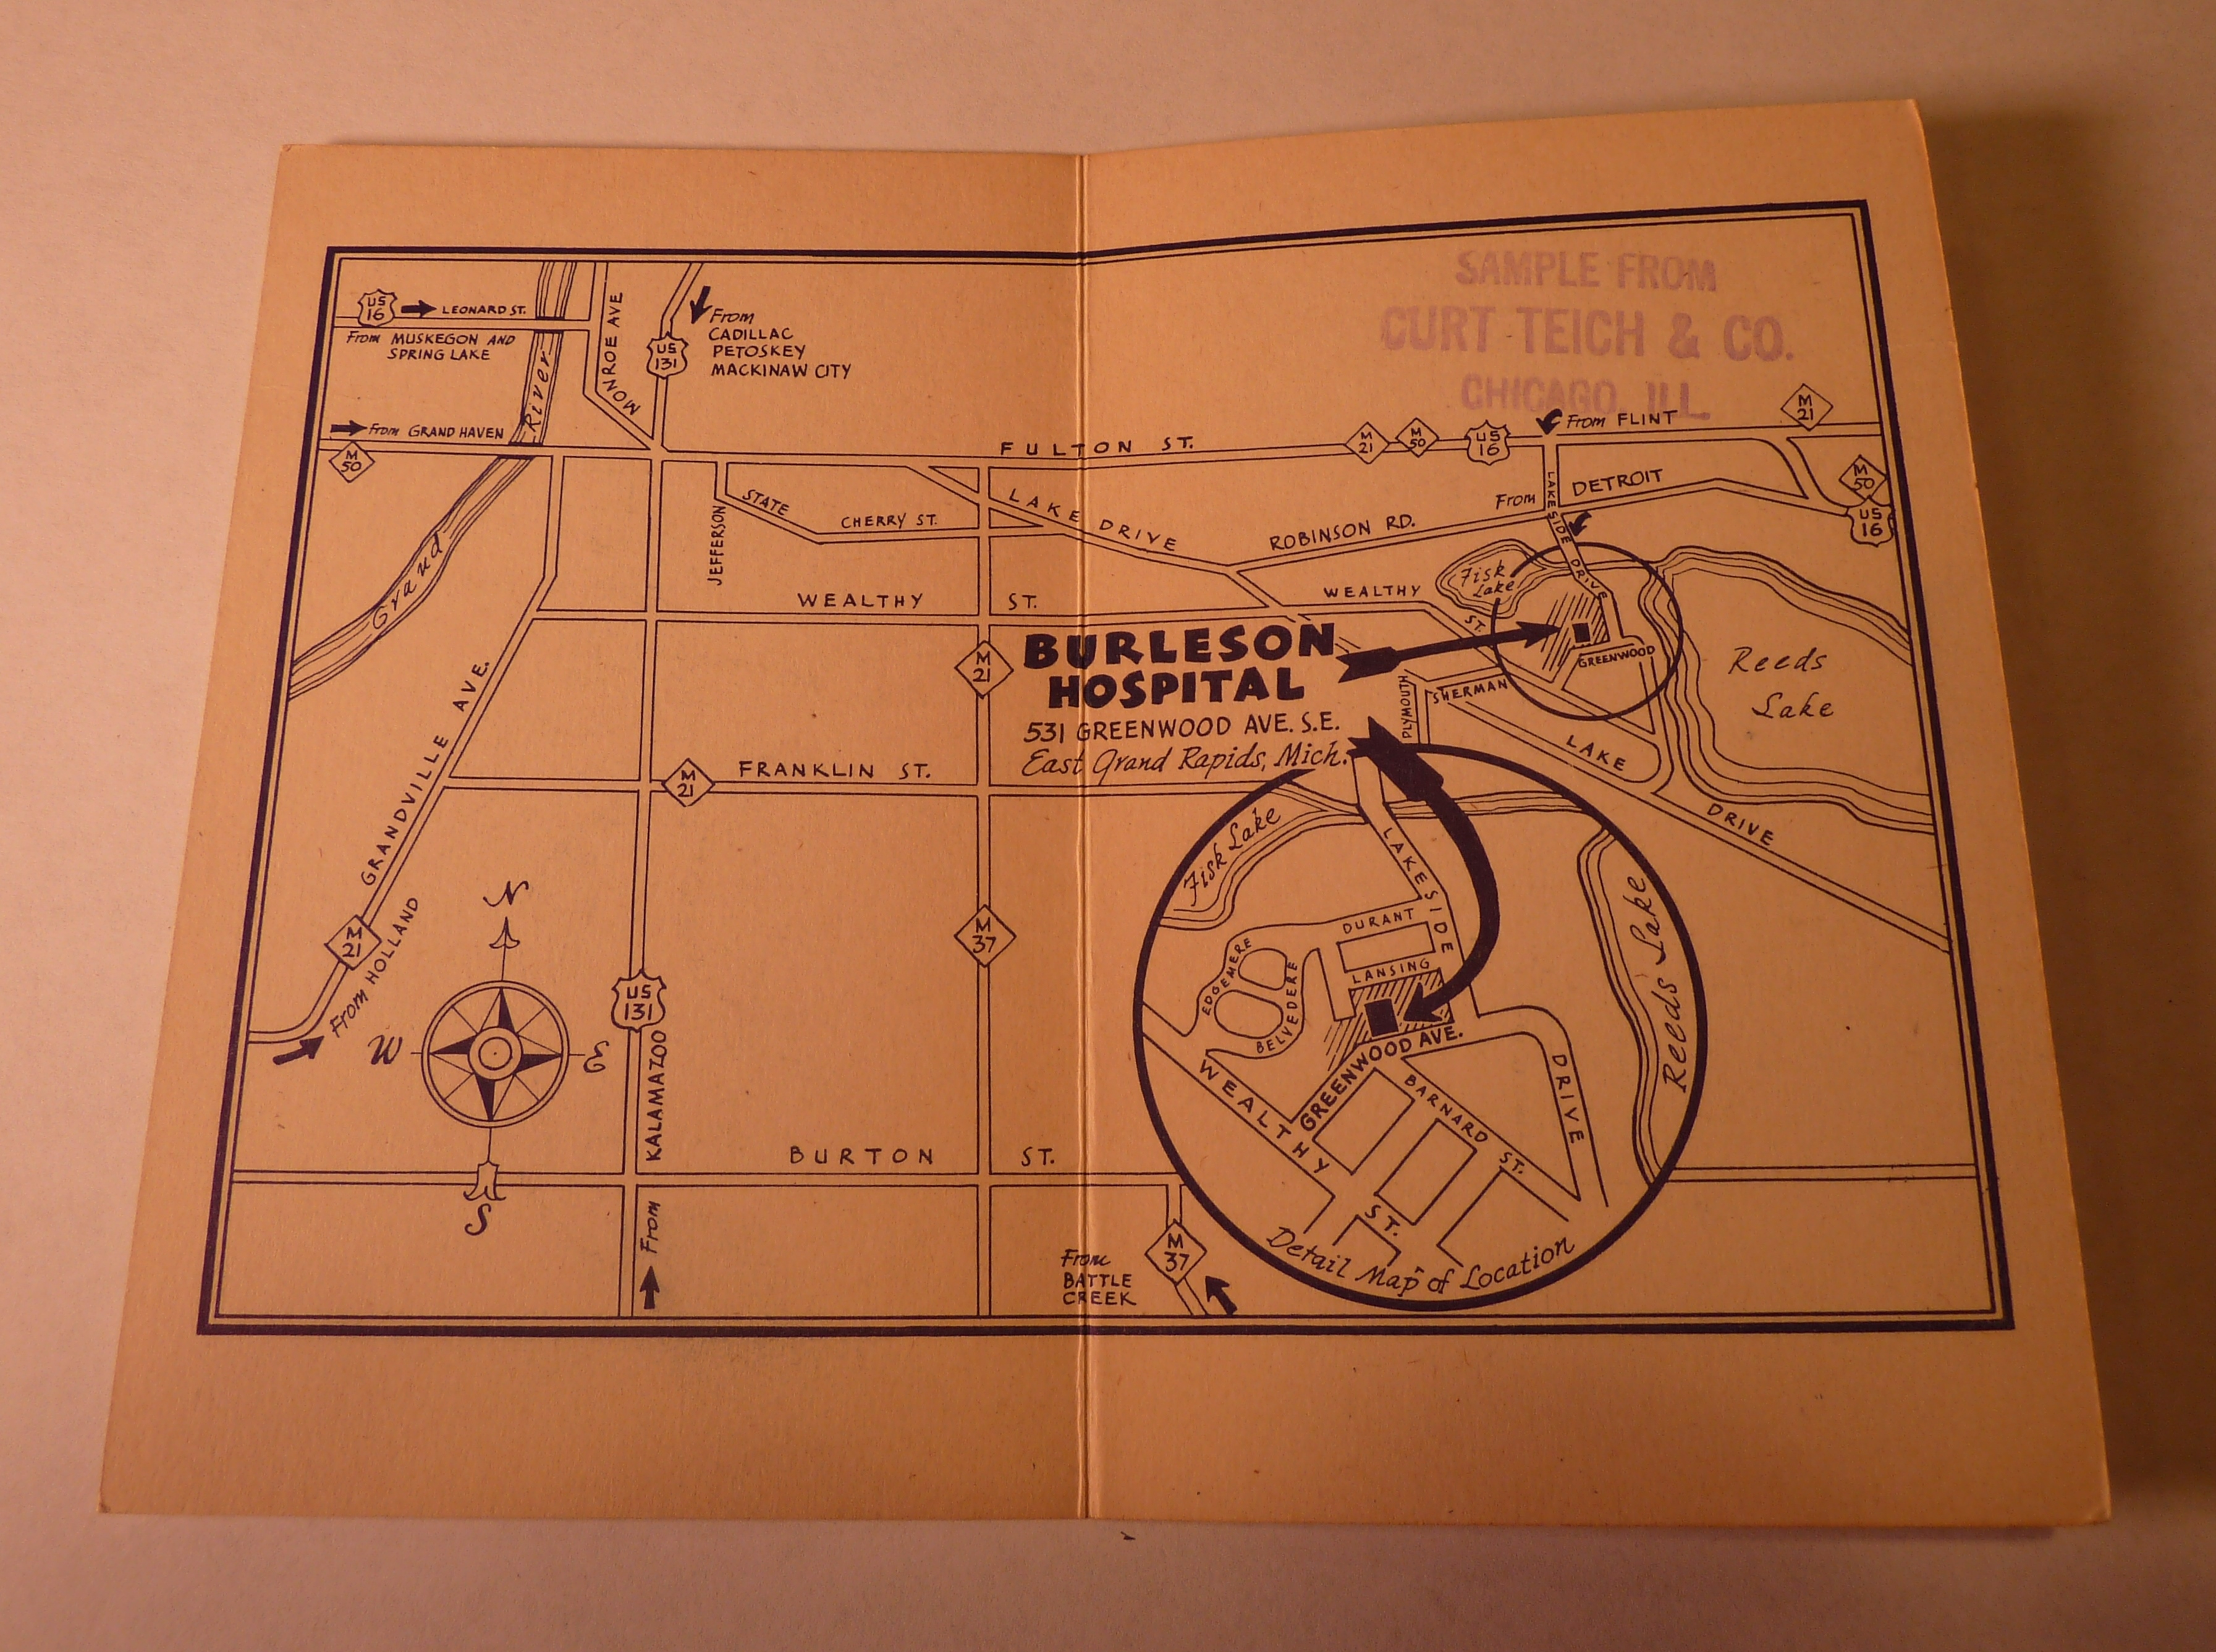 SAMPLE FROM
CURT TEICH & CO.
CHICAGO, ILL.
US
16
LEONARD ST.
From MUSKEGON AND
SPRING LAKE
MONROE AVE
US
131
From
CADILLAC
PETOSKEY
MACKINAW CITY
River
From GRAND HAVEN
M
50
FULTON ST.
M
21
M
50
US
16
From FLINT
M
21
M
50
US
16
Grand
JEFFERSON
STATE
CHERRY ST.
LAKE DRIVE
ROBINSON RD.
From
DETROIT
LAKESIDE DRIVE
WEALTHY ST.
WEALTHY
ST.
Fisk
Lake
GREENWOOD
Reeds
Lake
M
21
BURLESON
HOSPITAL
531 GREENWOOD AVE. S.E.
East Grand Rapids, Mich.
PLYMOUTH
SHERMAN
LAKE
DRIVE
GRANDVILLE AVE.
M
21
FRANKLIN ST.
M
37
M
21
From HOLLAND
N
W
E
S
US
131
KALAMAZOO
From
BURTON ST.
From
BATTLE
CREEK
M
37
Fisk Lake
LAKESIDE
DRIVE
DURANT
LANSING
EDGEMERE
BELVEDERE
GREENWOOD AVE.
WEALTHY
ST.
BARNARD ST.
Reeds Lake
Detail Map of Location